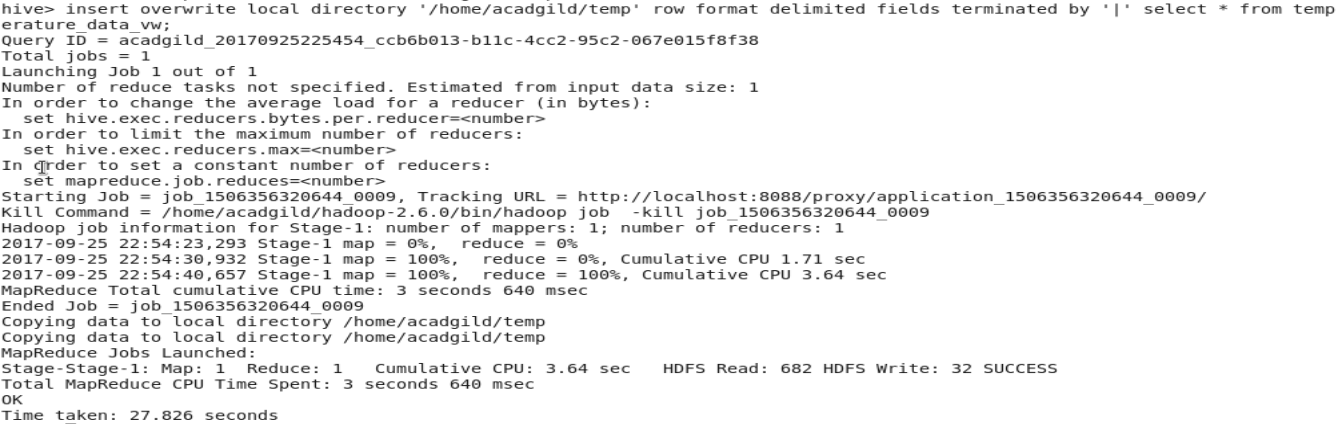 hive> insert overwrite local directory '/home/acadgild/temp' row format delimited fields terminated by '|' select * from temp
erature_data_vw;
Query ID = acadgild_20170925225454_ccb6b013-b11c-4cc2-95c2-067e015f8f38
Total jobs = 1
Launching Job 1 out of 1
Number of reduce tasks not specified. Estimated from input data size: 1
In order to change the average load for a reducer (in bytes):
  set hive.exec.reducers.bytes.per.reducer=<number>
In order to limit the maximum number of reducers:
  set hive.exec.reducers.max=<number>
In order to set a constant number of reducers:
  set mapreduce.job.reduces=<number>
Starting Job = job_1506356320644_0009, Tracking URL = http://localhost:8088/proxy/application_1506356320644_0009/
Kill Command = /home/acadgild/hadoop-2.6.0/bin/hadoop job  -kill job_1506356320644_0009
Hadoop job information for Stage-1: number of mappers: 1; number of reducers: 1
2017-09-25 22:54:23,293 Stage-1 map = 0%,  reduce = 0%
2017-09-25 22:54:30,932 Stage-1 map = 100%,  reduce = 0%, Cumulative CPU 1.71 sec
2017-09-25 22:54:40,657 Stage-1 map = 100%,  reduce = 100%, Cumulative CPU 3.64 sec
MapReduce Total cumulative CPU time: 3 seconds 640 msec
Ended Job = job_1506356320644_0009
Copying data to local directory /home/acadgild/temp
Copying data to local directory /home/acadgild/temp
MapReduce Jobs Launched:
Stage-Stage-1: Map: 1  Reduce: 1   Cumulative CPU: 3.64 sec   HDFS Read: 682 HDFS Write: 32 SUCCESS
Total MapReduce CPU Time Spent: 3 seconds 640 msec
OK
Time taken: 27.826 seconds